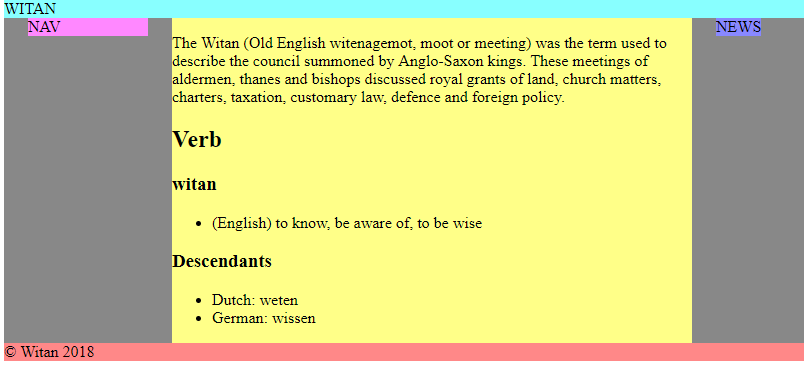 WITAN
NAV
The Witan (Old English witenagemot, moot or meeting) was the term used to
describe the council summoned by Anglo-Saxon kings. These meetings of
aldermen, thanes and bishops discussed royal grants of land, church matters,
charters, taxation, customary law, defence and foreign policy.
Verb
witan
• (English) to know, be aware of, to be wise
Descendants
• Dutch: weten
• German: wissen
NEWS
© Witan 2018